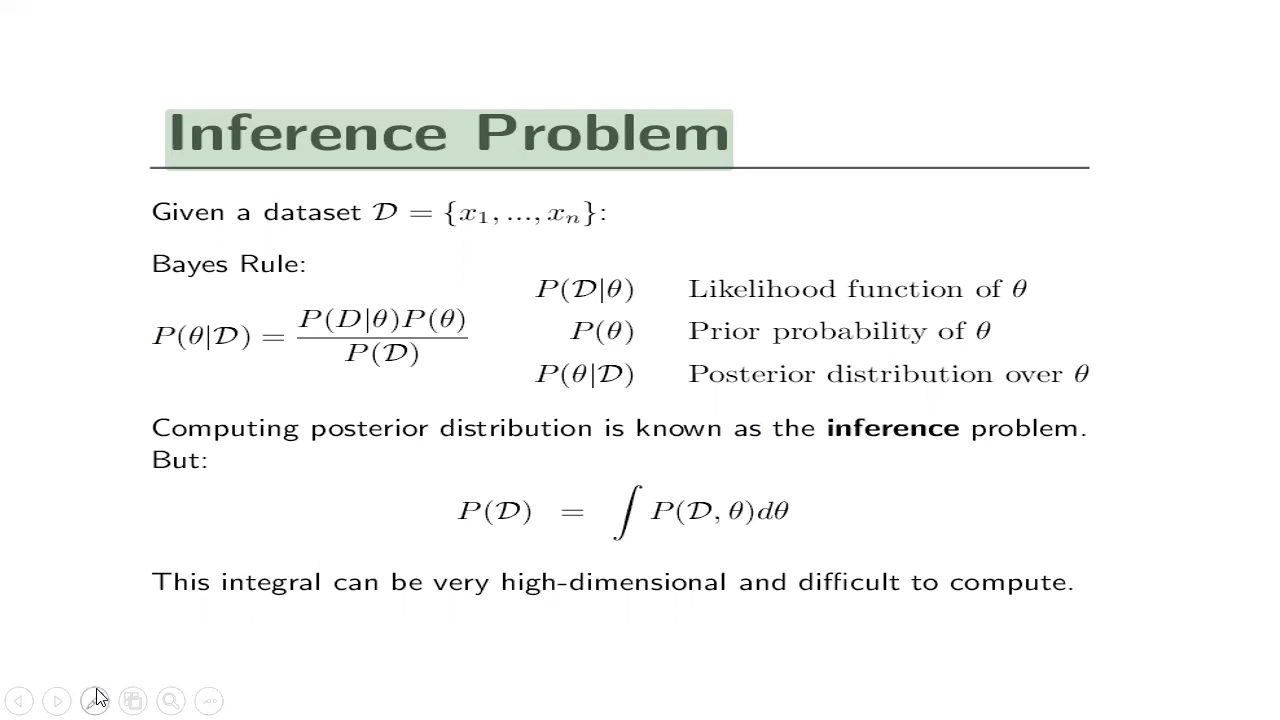 Inference Problem
Given a dataset 𝒟 = {x₁, ..., xₙ}:
Bayes Rule:
P(θ|𝒟) = P(D|θ)P(θ) / P(𝒟)
P(𝒟|θ) Likelihood function of θ
P(θ) Prior probability of θ
P(θ|𝒟) Posterior distribution over θ
Computing posterior distribution is known as the inference problem.
But:
P(𝒟) = ∫ P(𝒟, θ)dθ
This integral can be very high-dimensional and difficult to compute.